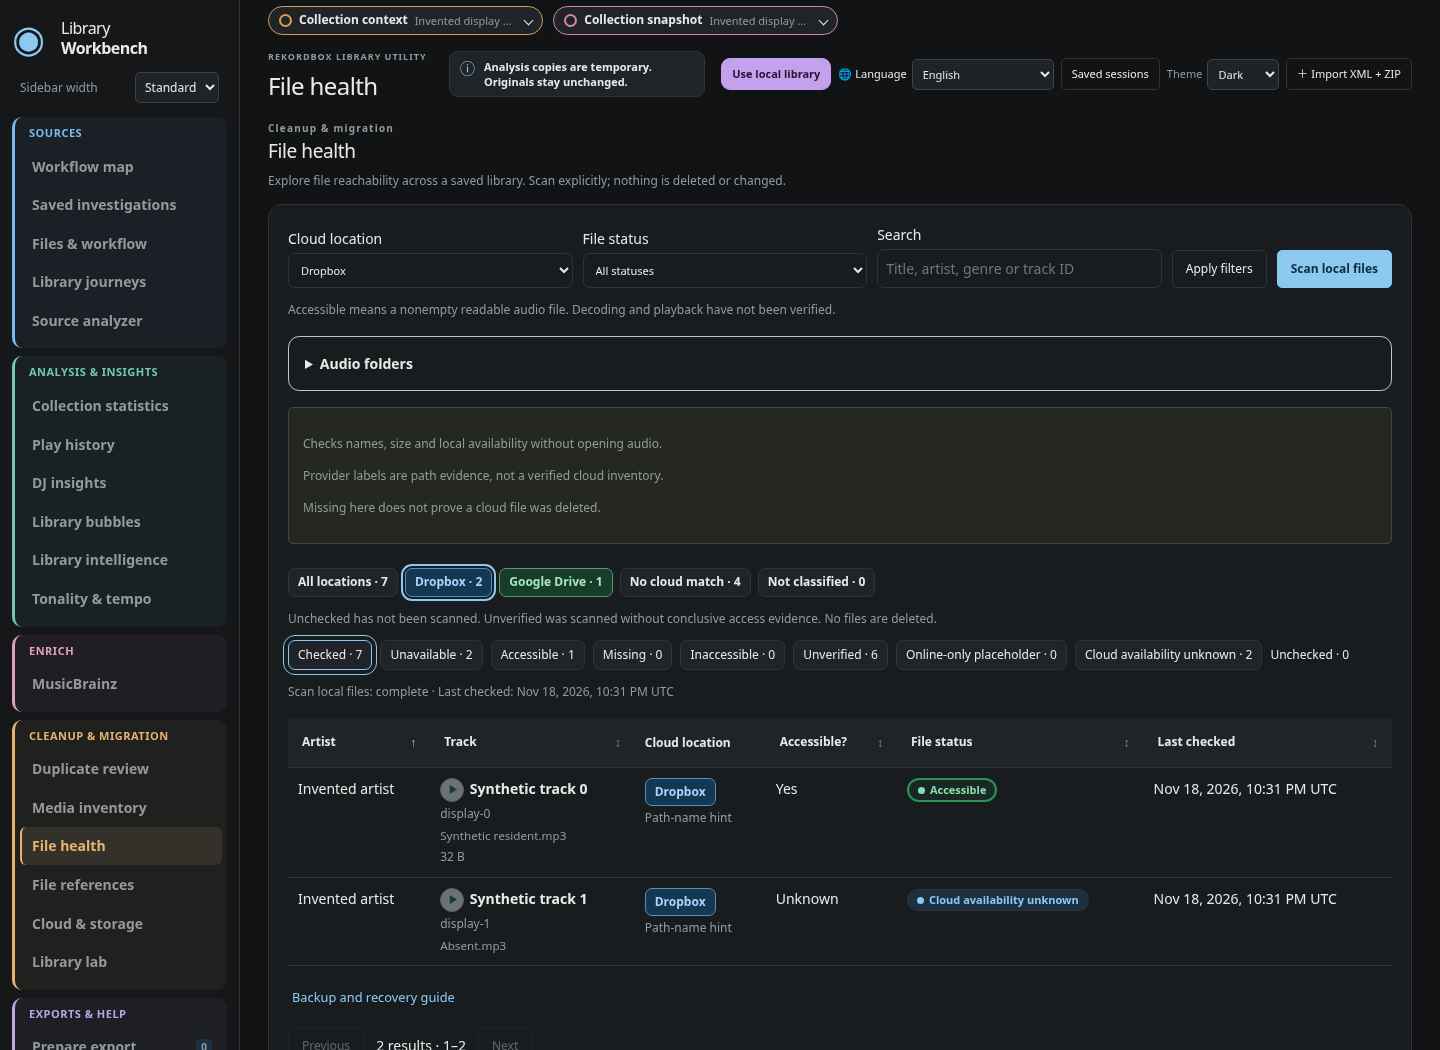 Library
Workbench
Sidebar width
Standard
SOURCES
Workflow map
Saved investigations
Files & workflow
Library journeys
Source analyzer
ANALYSIS & INSIGHTS
Collection statistics
Play history
DJ insights
Library bubbles
Library intelligence
Tonality & tempo
ENRICH
MusicBrainz
CLEANUP & MIGRATION
Duplicate review
Media inventory
File health
File references
Cloud & storage
Library lab
EXPORTS & HELP
Prepare export 0
Collection context Invented display ...
Collection snapshot Invented display ...
REKORDBOX LIBRARY UTILITY
File health
Analysis copies are temporary.
Originals stay unchanged.
Use local library
Language
English
Saved sessions
Theme
Dark
+ Import XML + ZIP
Cleanup & migration
File health
Explore file reachability across a saved library. Scan explicitly; nothing is deleted or changed.
Cloud location
Dropbox
File status
All statuses
Search
Title, artist, genre or track ID
Apply filters
Scan local files
Accessible means a nonempty readable audio file. Decoding and playback have not been verified.
Audio folders
Checks names, size and local availability without opening audio.
Provider labels are path evidence, not a verified cloud inventory.
Missing here does not prove a cloud file was deleted.
All locations · 7 Dropbox · 2 Google Drive · 1 No cloud match · 4 Not classified · 0
Unchecked has not been scanned. Unverified was scanned without conclusive access evidence. No files are deleted.
Checked · 7 Unavailable · 2 Accessible · 1 Missing · 0 Inaccessible · 0 Unverified · 6 Online-only placeholder · 0 Cloud availability unknown · 2 Unchecked · 0
Scan local files: complete · Last checked: Nov 18, 2026, 10:31 PM UTC
Artist ↑ Track ↕ Cloud location Accessible? ↕ File status ↕ Last checked ↕
Invented artist Synthetic track 0 Dropbox Yes Accessible Nov 18, 2026, 10:31 PM UTC
display-0 Path-name hint
Synthetic resident.mp3
32 B
Invented artist Synthetic track 1 Dropbox Unknown Cloud availability unknown Nov 18, 2026, 10:31 PM UTC
display-1 Path-name hint
Absent.mp3
Backup and recovery guide
Previous 2 results · 1–2 Next